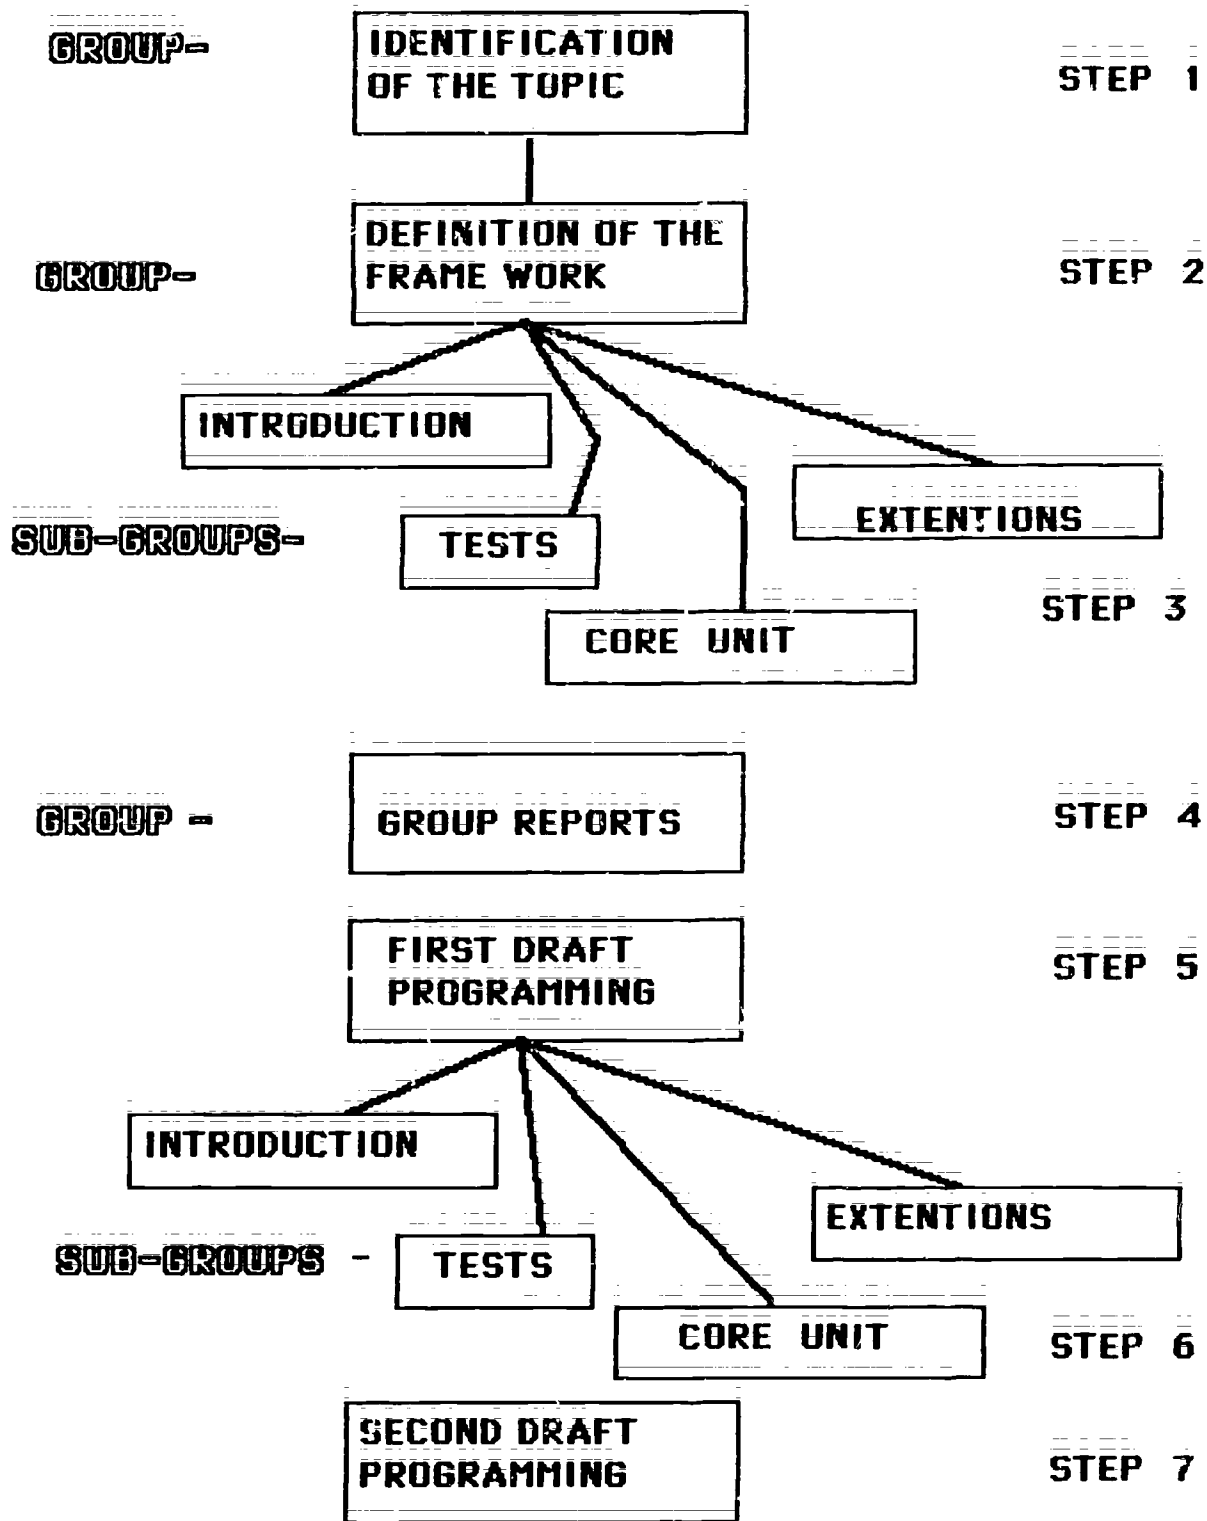 GROUP-
IDENTIFICATION
OF THE TOPIC
STEP 1
GROUP-
DEFINITION OF THE
FRAME WORK
STEP 2
INTRODUCTION
SUB-GROUPS-
TESTS
EXTENTIONS
CORE UNIT
STEP 3
GROUP -
GROUP REPORTS
STEP 4
FIRST DRAFT
PROGRAMMING
STEP 5
INTRODUCTION
SUB-GROUPS -
TESTS
EXTENTIONS
CORE UNIT
STEP 6
SECOND DRAFT
PROGRAMMING
STEP 7